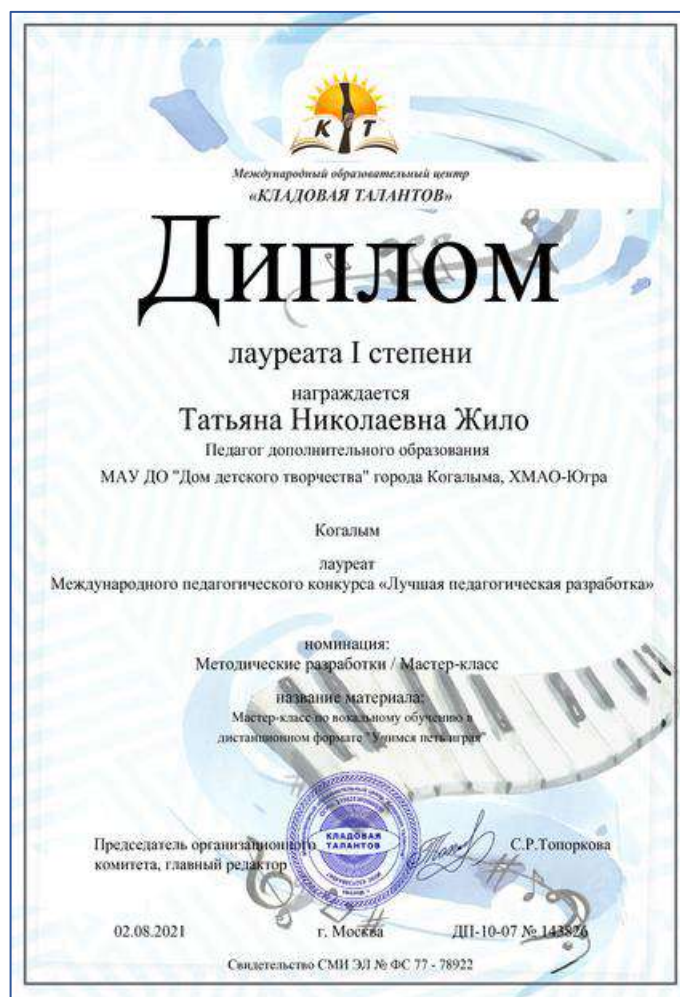 К Т
Международный образовательный центр
«КЛАДОВАЯ ТАЛАНТОВ»
Диплом
лауреата I степени
награждается
Татьяна Николаевна Жило
Педагог дополнительного образования
МАУ ДО "Дом детского творчества" города Когалыма, ХМАО-Югра
Когалым
лауреат
Международного педагогического конкурса «Лучшая педагогическая разработка»
номинация:
Методические разработки / Мастер-класс
название материала:
Мастер-класс по вокальному обучению в
дистанционном формате "Учимся петь играя"
КЛАДОВАЯ
ТАЛАНТОВ
Председатель организационного
комитета, главный редактор
С.Р.Топоркова
02.08.2021 г. Москва ДП-10-07 № 143826
Свидетельство СМИ ЭЛ № ФС 77 - 78922